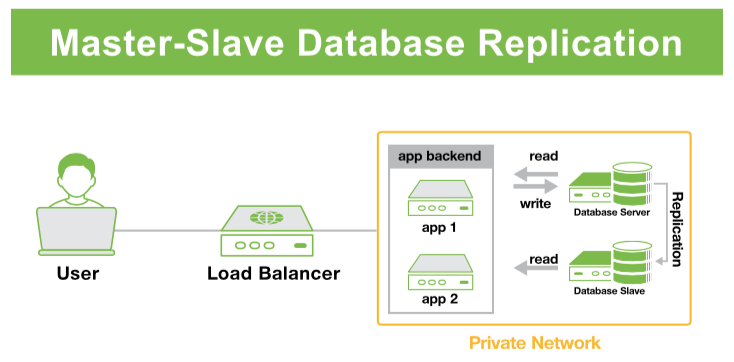 Master-Slave Database Replication
app backend
read
write
app 1
Database Server
Replication
read
app 2
Database Slave
User
Load Balancer
Private Network